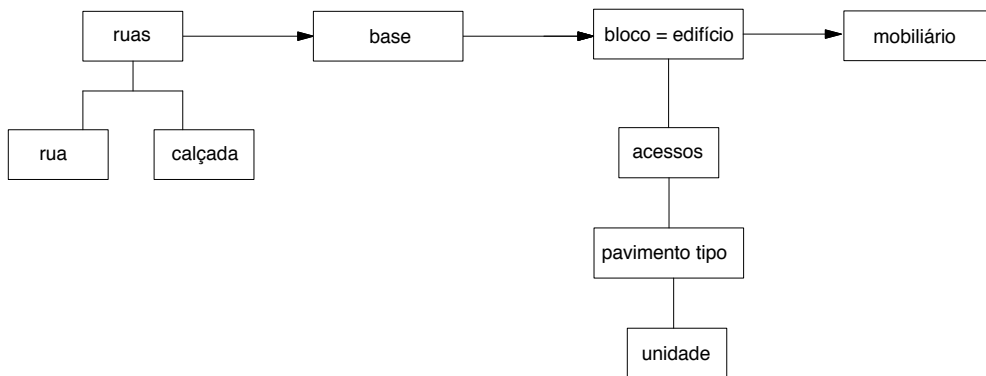 ruas
base
bloco = edifício
mobiliário
rua
calçada
acessos
pavimento tipo
unidade